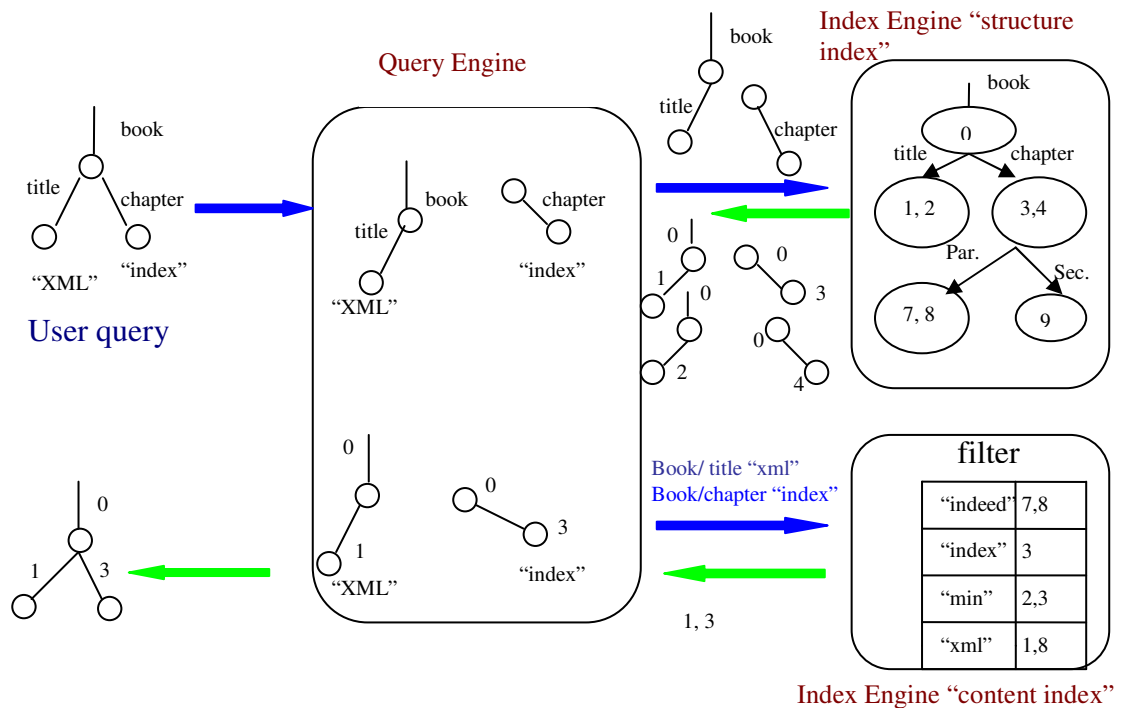 Index Engine “structure
index”
Query Engine
book
title
chapter
“XML”
“index”
User query
book
title
chapter
“XML”
“index”
book
title
chapter
0
1
0
2
0
3
0
4
book
0
title
chapter
1, 2
3,4
Par.
Sec.
7, 8
9
0
1
“XML”
0
3
“index”
0
1
3
Book/ title “xml”
Book/chapter “index”
1, 3
filter
“indeed” 7,8
“index” 3
“min” 2,3
“xml” 1,8
Index Engine “content index”